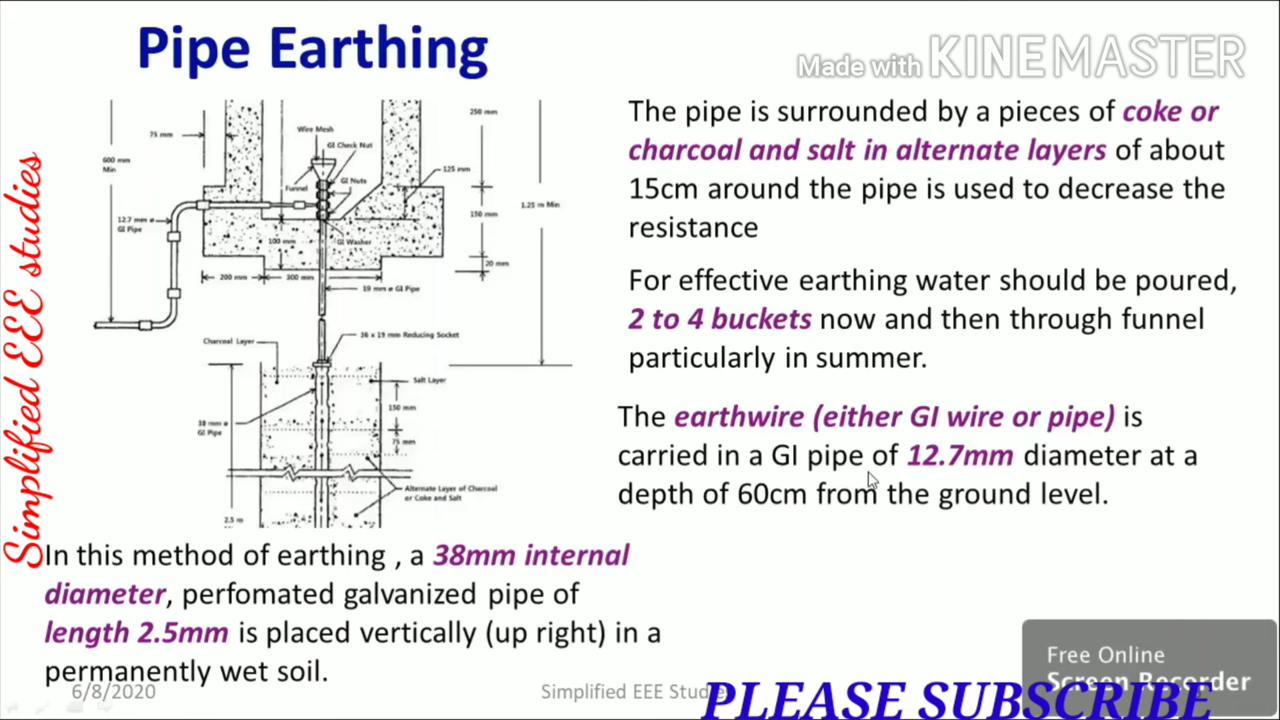 Pipe Earthing
Made with KINEMASTER
Simplified EEE studies
75 mm
600 mm
Min
12.7 mm ø
GI Pipe
Wire Mesh
GI Check Nut
Funnel
GI Nuts
GI Washer
100 mm
200 mm
300 mm
250 mm
125 mm
150 mm
20 mm
1.25 m Min
19 mm ø GI Pipe
36 x 19 mm Reducing Socket
Charcoal Layer
Salt Layer
150 mm
75 mm
38 mm ø
GI Pipe
Alternate Layer of Charcoal
or Coke and Salt
2.5 m
The pipe is surrounded by a pieces of coke or
charcoal and salt in alternate layers of about
15cm around the pipe is used to decrease the
resistance
For effective earthing water should be poured,
2 to 4 buckets now and then through funnel
particularly in summer.
The earthwire (either GI wire or pipe) is
carried in a GI pipe of 12.7mm diameter at a
depth of 60cm from the ground level.
In this method of earthing , a 38mm internal
diameter, perfomated galvanized pipe of
length 2.5mm is placed vertically (up right) in a
permanently wet soil.
6/8/2020
Simplified EEE Studies
Free Online
Screen Recorder
PLEASE SUBSCRIBE